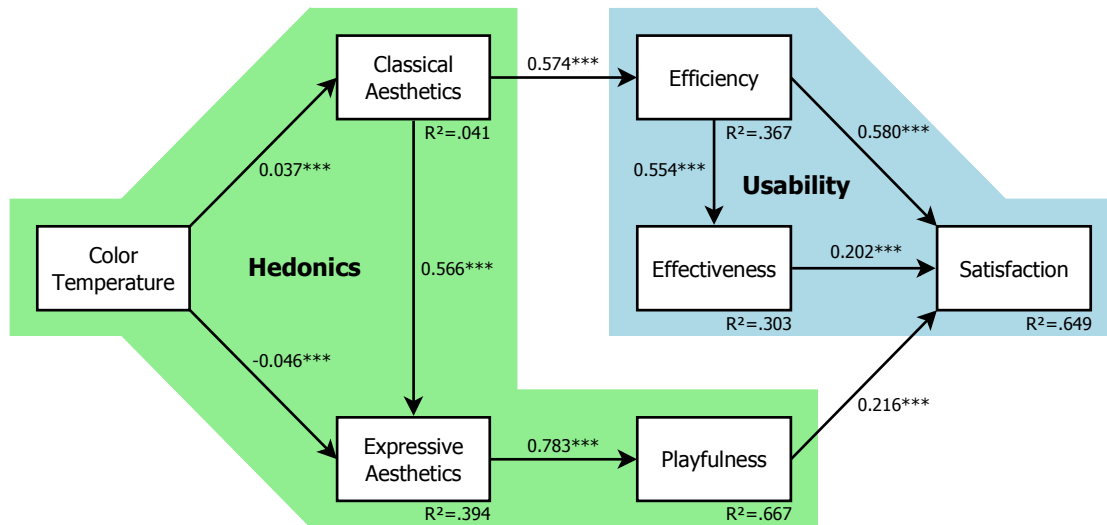 Classical
Aesthetics
0.574***
Efficiency
R²=.041
R²=.367
0.580***
0.037***
0.554***
Usability
Color
Temperature
Hedonics
0.566***
Effectiveness
0.202***
Satisfaction
R²=.303
R²=.649
-0.046***
0.216***
Expressive
Aesthetics
0.783***
Playfulness
R²=.394
R²=.667